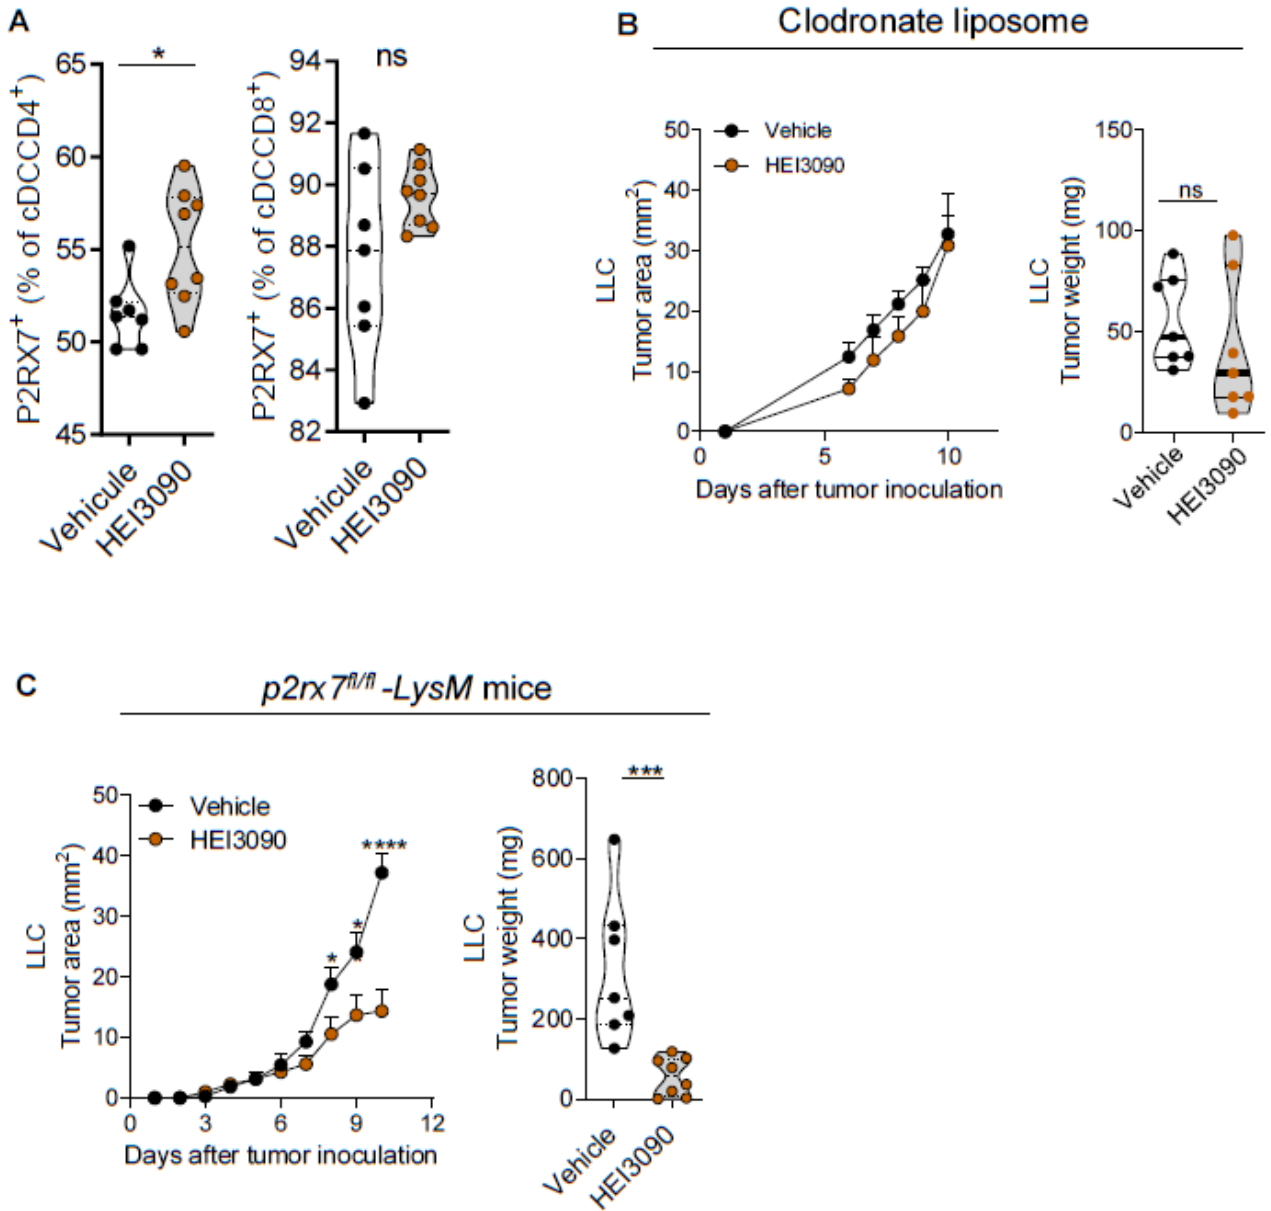 A
P2RX7⁺ (% of cDCCD4⁺)
65
60
55
50
45
*
Vehicule
HEI3090
P2RX7⁺ (% of cDCCD8⁺)
94
92
90
88
86
84
82
ns
Vehicule
HEI3090
B
Clodronate liposome
LLC
Tumor area (mm²)
50
40
30
20
10
0
Vehicle
HEI3090
0 5 10
Days after tumor inoculation
LLC
Tumor weight (mg)
150
100
50
0
ns
Vehicle
HEI3090
C
p2rx7ᶠˡ/ᶠˡ -LysM mice
LLC
Tumor area (mm²)
50
40
30
20
10
0
Vehicle
HEI3090
*
*
****
0 3 6 9 12
Days after tumor inoculation
LLC
Tumor weight (mg)
800
600
400
200
0
***
Vehicle
HEI3090